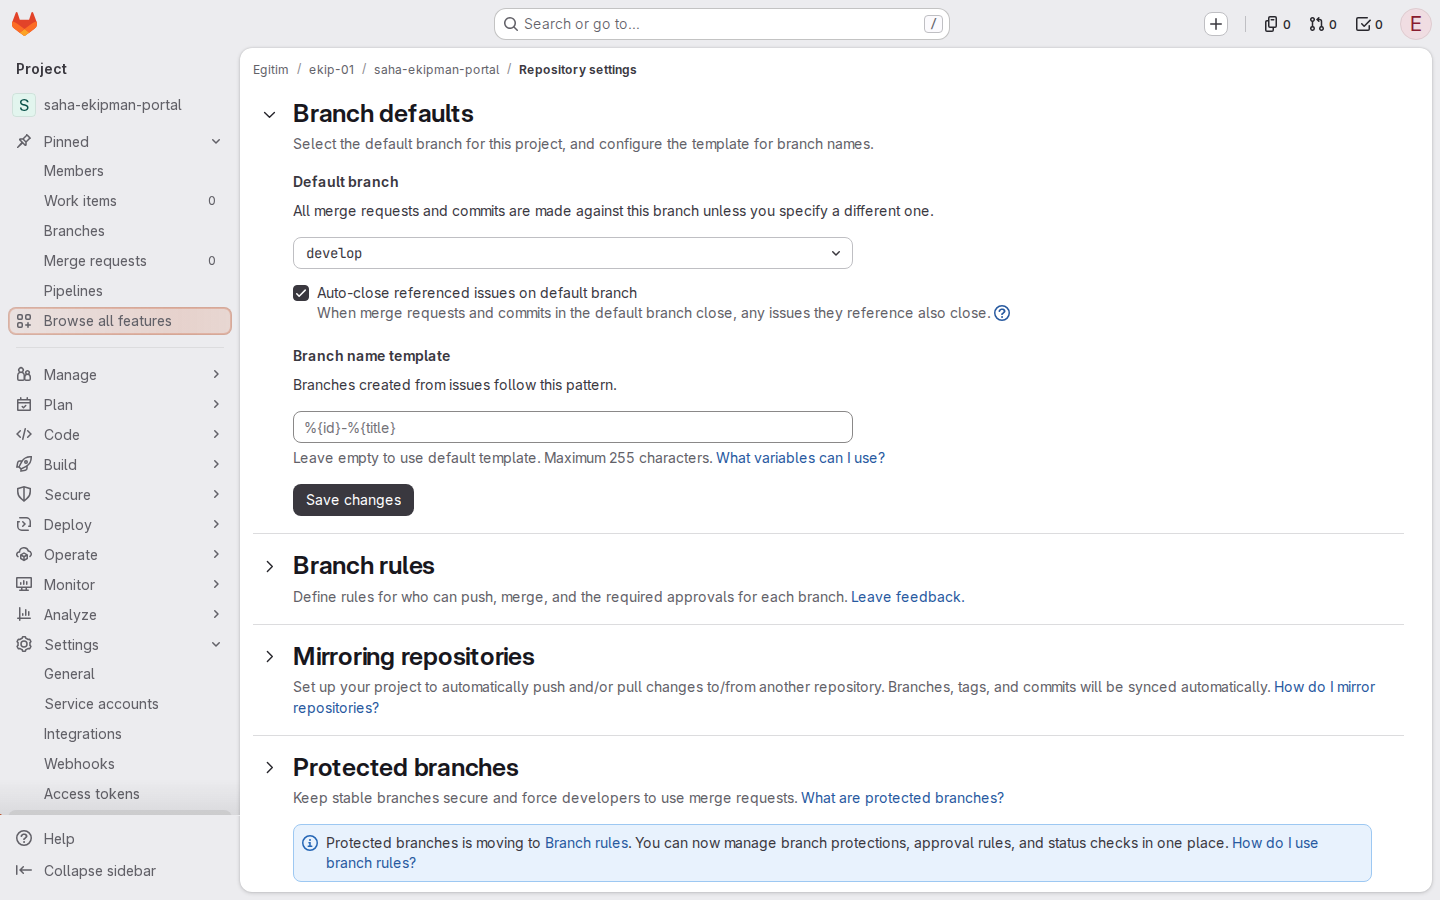 Search or go to...
/
0
0
0
E
Project
S
saha-ekipman-portal
Pinned
Members
Work items
0
Branches
Merge requests
0
Pipelines
Browse all features
Manage
Plan
Code
Build
Secure
Deploy
Operate
Monitor
Analyze
Settings
General
Service accounts
Integrations
Webhooks
Access tokens
Help
Collapse sidebar
Egitim / ekip-01 / saha-ekipman-portal / Repository settings
Branch defaults
Select the default branch for this project, and configure the template for branch names.
Default branch
All merge requests and commits are made against this branch unless you specify a different one.
develop
Auto-close referenced issues on default branch
When merge requests and commits in the default branch close, any issues they reference also close.
Branch name template
Branches created from issues follow this pattern.
%{id}-%{title}
Leave empty to use default template. Maximum 255 characters. What variables can I use?
Save changes
Branch rules
Define rules for who can push, merge, and the required approvals for each branch. Leave feedback.
Mirroring repositories
Set up your project to automatically push and/or pull changes to/from another repository. Branches, tags, and commits will be synced automatically. How do I mirror
repositories?
Protected branches
Keep stable branches secure and force developers to use merge requests. What are protected branches?
Protected branches is moving to Branch rules. You can now manage branch protections, approval rules, and status checks in one place. How do I use
branch rules?